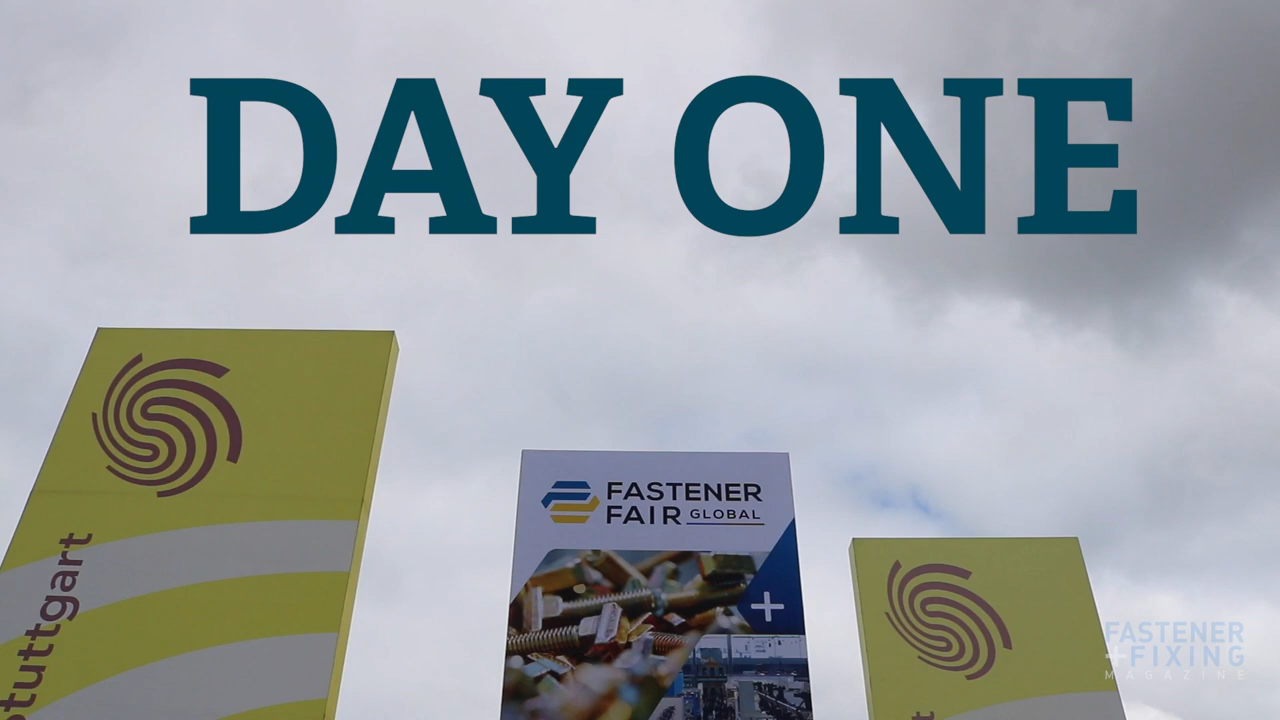 DAY ONE
FASTENER
FAIR GLOBAL
stuttgart
FASTENER
+FIXING
MAGAZINE